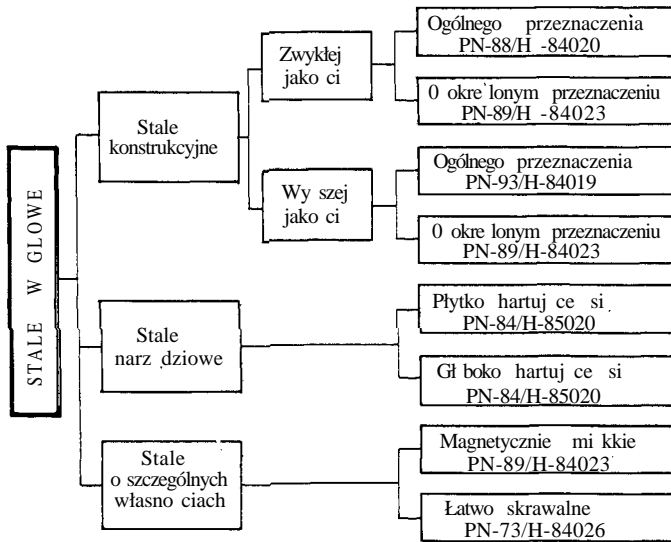 STALE W GLOWE
Stale
konstrukcyjne
Zwykłej
jako ci
Ogólnego przeznaczenia
PN-88/H -84020
0 okre lonym przeznaczeniu
PN-89/H -84023
Wy szej
jako ci
Ogólnego przeznaczenia
PN-93/H-84019
0 okre lonym przeznaczeniu
PN-89/H-84023
Stale
narz dziowe
Płytko hartuj ce si
PN-84/H-85020
Gł boko hartuj ce si
PN-84/H-85020
Stale
o szczególnych
własno ciach
Magnetycznie mi kkie
PN-89/H-84023
Łatwo skrawalne
PN-73/H-84026